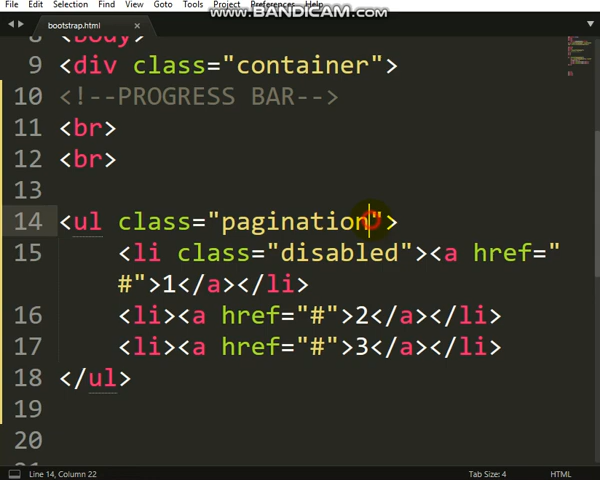 File Edit Selection Find View Goto Tools Project Preferences Help
www.BANDICAM.com
bootstrap.html
8 <body>
9 <div class="container">
10 <!--PROGRESS BAR-->
11 <br>
12 <br>
13
14 <ul class="pagination">
15 <li class="disabled"><a href="
#">1</a></li>
16 <li><a href="#">2</a></li>
17 <li><a href="#">3</a></li>
18 </ul>
19
20
Line 14, Column 22 Tab Size: 4 HTML